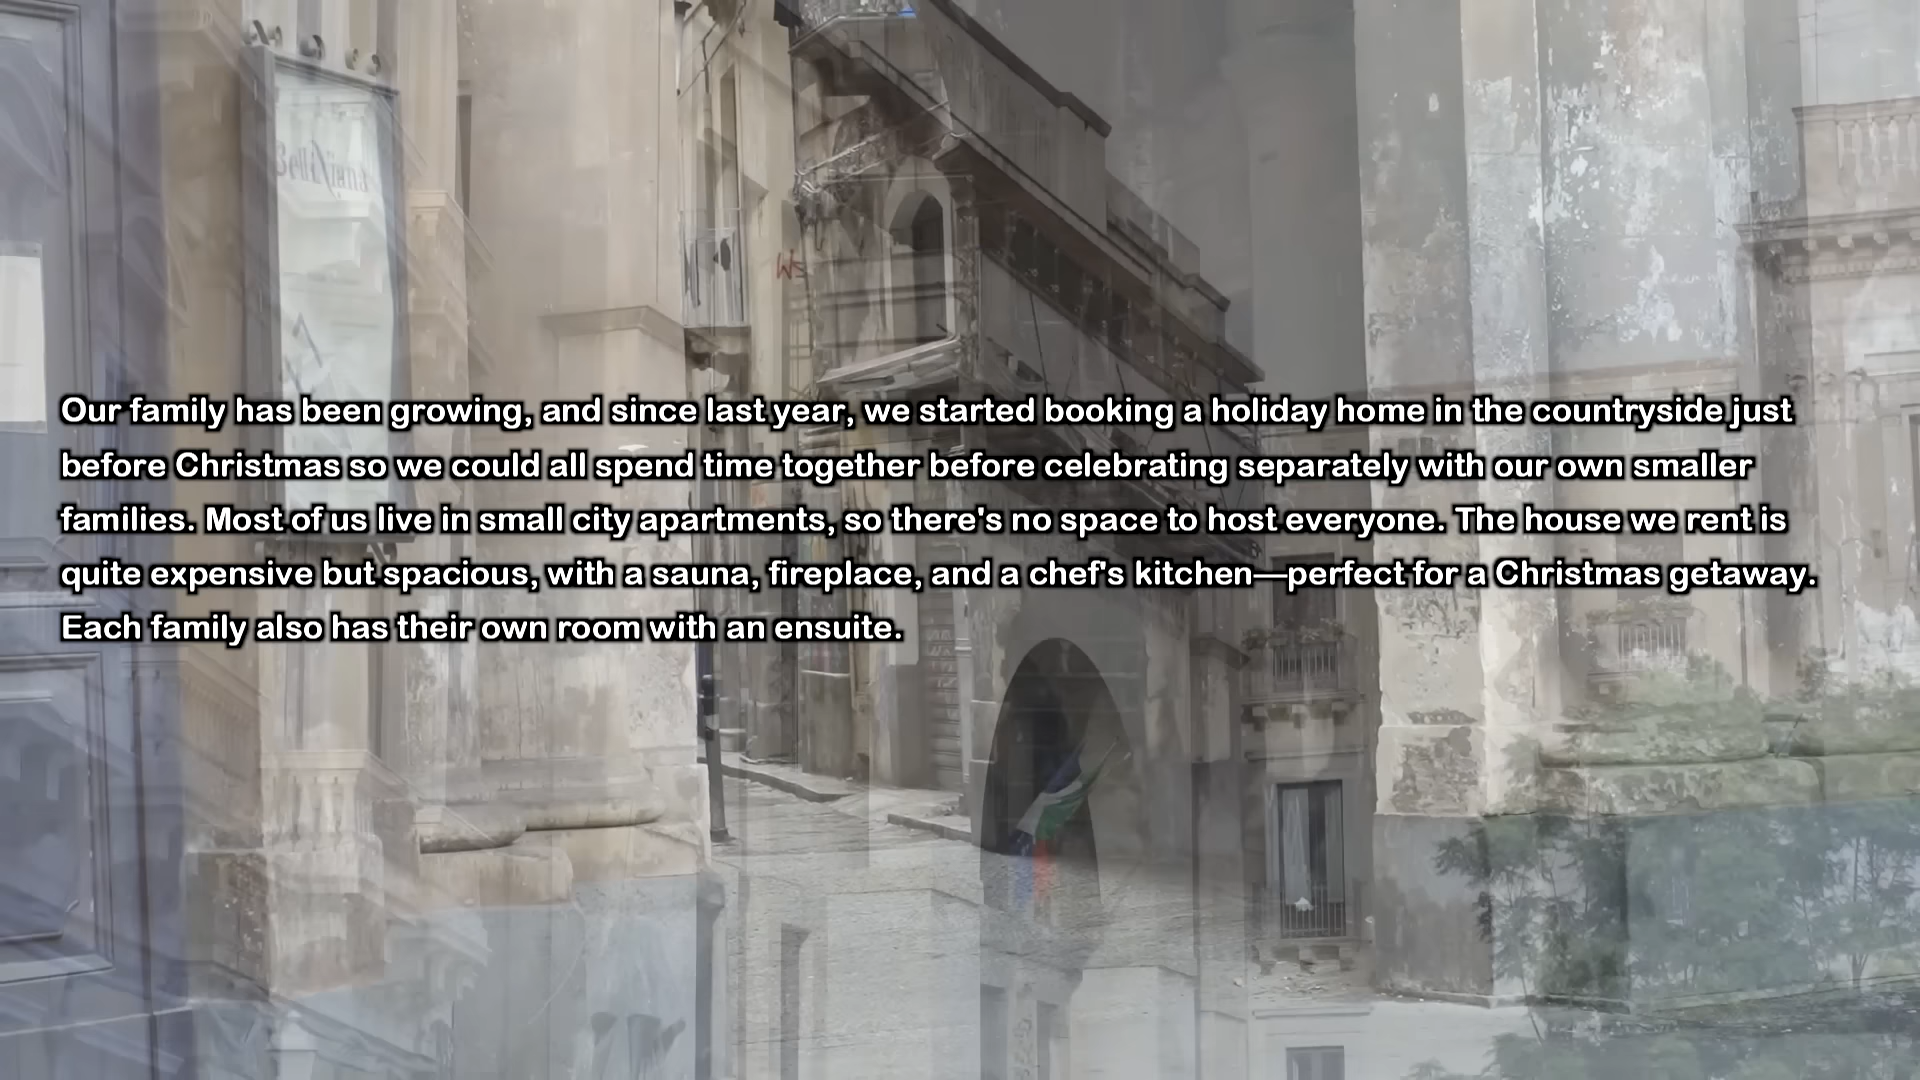 Our family has been growing, and since last year, we started booking a holiday home in the countryside just
before Christmas so we could all spend time together before celebrating separately with our own smaller
families. Most of us live in small city apartments, so there's no space to host everyone. The house we rent is
quite expensive but spacious, with a sauna, fireplace, and a chef's kitchen—perfect for a Christmas getaway.
Each family also has their own room with an ensuite.